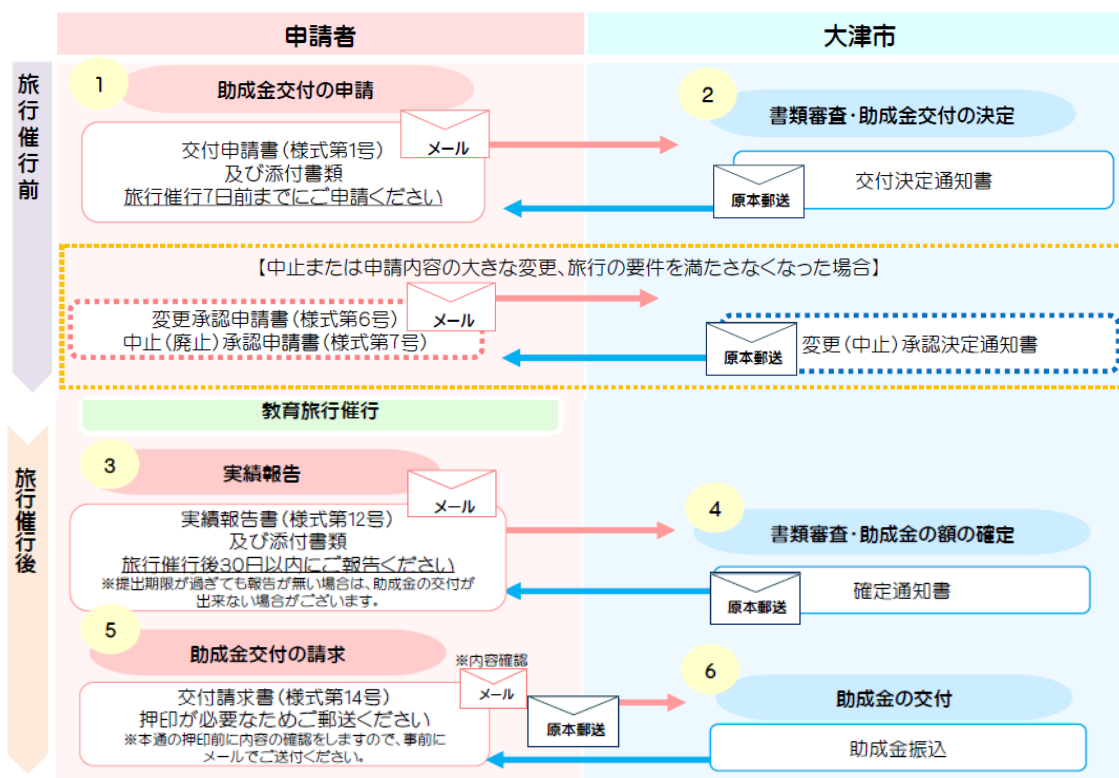 申請者
大津市
旅行催行前
1
助成金交付の申請
交付申請書(様式第1号)
及び添付書類
旅行催行7日前までにご申請ください
メール
2
書類審査・助成金交付の決定
交付決定通知書
原本郵送
【中止または申請内容の大きな変更、旅行の要件を満たさなくなった場合】
変更承認申請書(様式第6号)
中止(廃止)承認申請書(様式第7号)
メール
変更(中止)承認決定通知書
原本郵送
教育旅行催行
旅行催行後
3
実績報告
実績報告書(様式第12号)
及び添付書類
旅行催行後30日以内にご報告ください
※提出期限が過ぎても報告が無い場合は、助成金の交付が
出来ない場合がございます。
メール
4
書類審査・助成金の額の確定
確定通知書
原本郵送
5
助成金交付の請求
交付請求書(様式第14号)
押印が必要なためご郵送ください
※本通の押印前に内容の確認をしますので、事前に
メールでご送付ください。
※内容確認
メール
原本郵送
6
助成金の交付
助成金振込